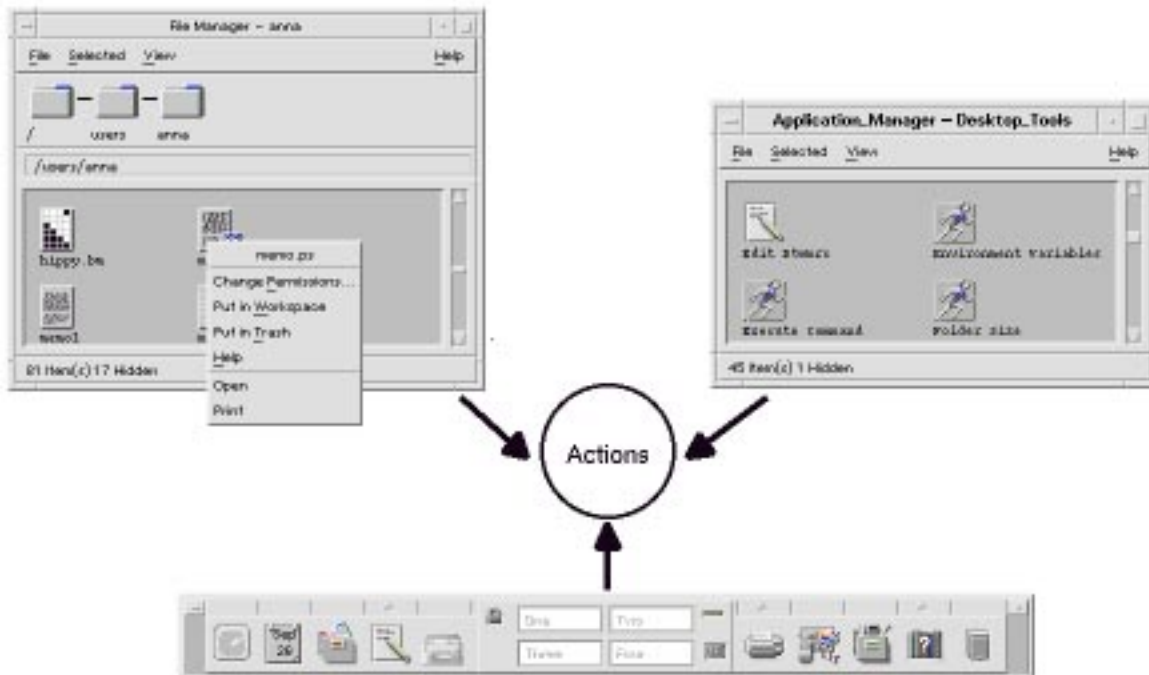 File Manager - anna
File Selected View Help
/ users anna
/users/anna
hippy.bm
memo.ps
memo1
Change Permissions...
Put in Workspace
Put in Trash
Help
Open
Print
81 Item(s) 17 Hidden
Application_Manager - Desktop_Tools
File Selected View Help
Edit Dtwmrc
Environment Variables
Execute Command
Folder Size
45 Item(s) 1 Hidden
Actions
Sep
26
One
Two
Three
Four